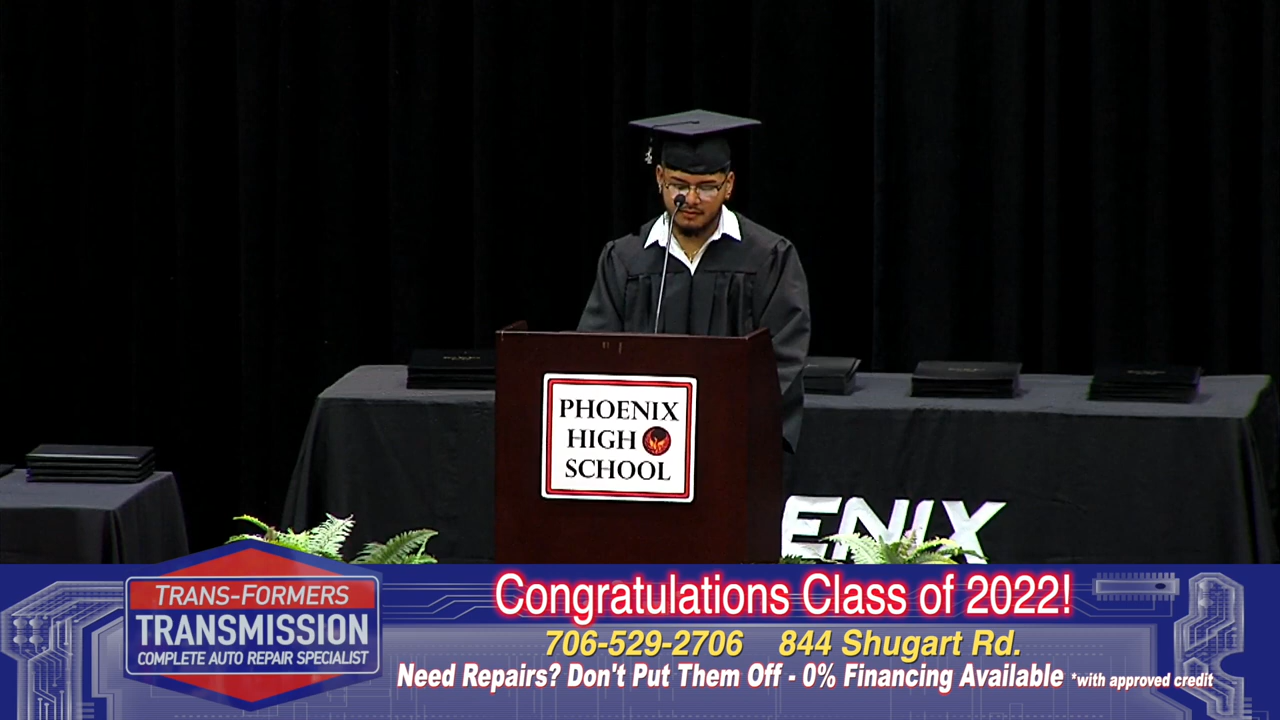 PHOENIX
HIGH
SCHOOL
ENIX
TRANS-FORMERS
TRANSMISSION
COMPLETE AUTO REPAIR SPECIALIST
Congratulations Class of 2022!
706-529-2706 844 Shugart Rd.
Need Repairs? Don't Put Them Off - 0% Financing Available *with approved credit